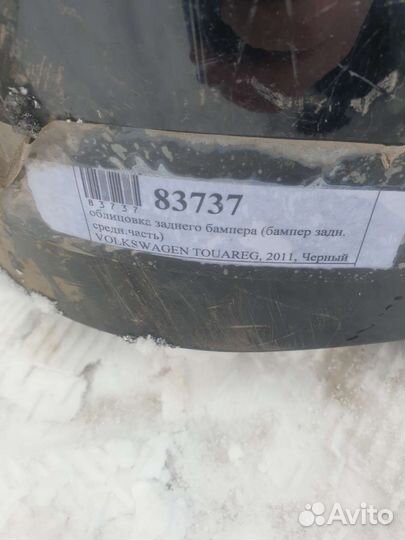 83737
83737
облицовка заднего бампера (бампер задн.
средн.часть)
VOLKSWAGEN TOUAREG, 2011, Черный
Avito